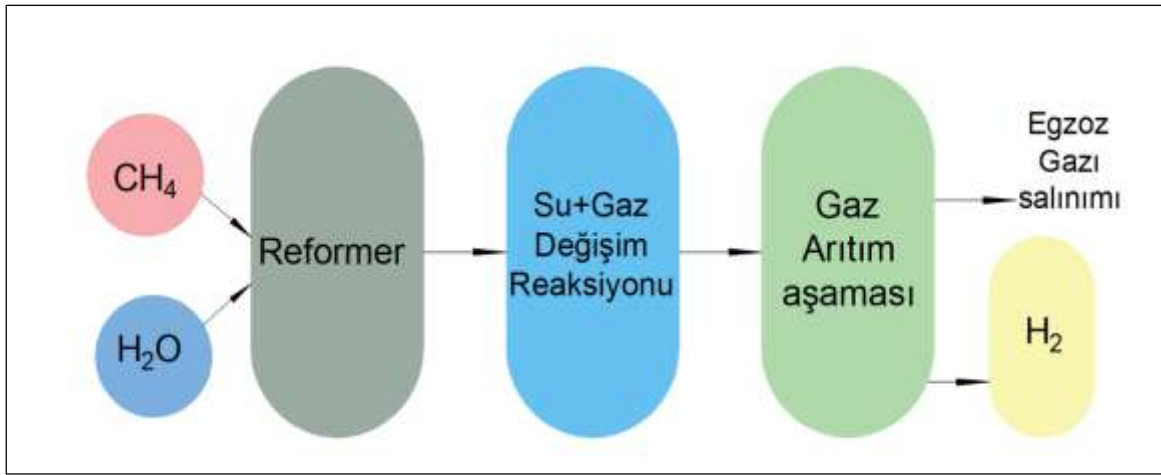 CH₄
H₂O
Reformer
Su+Gaz
Değişim
Reaksiyonu
Gaz
Arıtım
aşaması
Egzoz
Gazı
salınımı
H₂